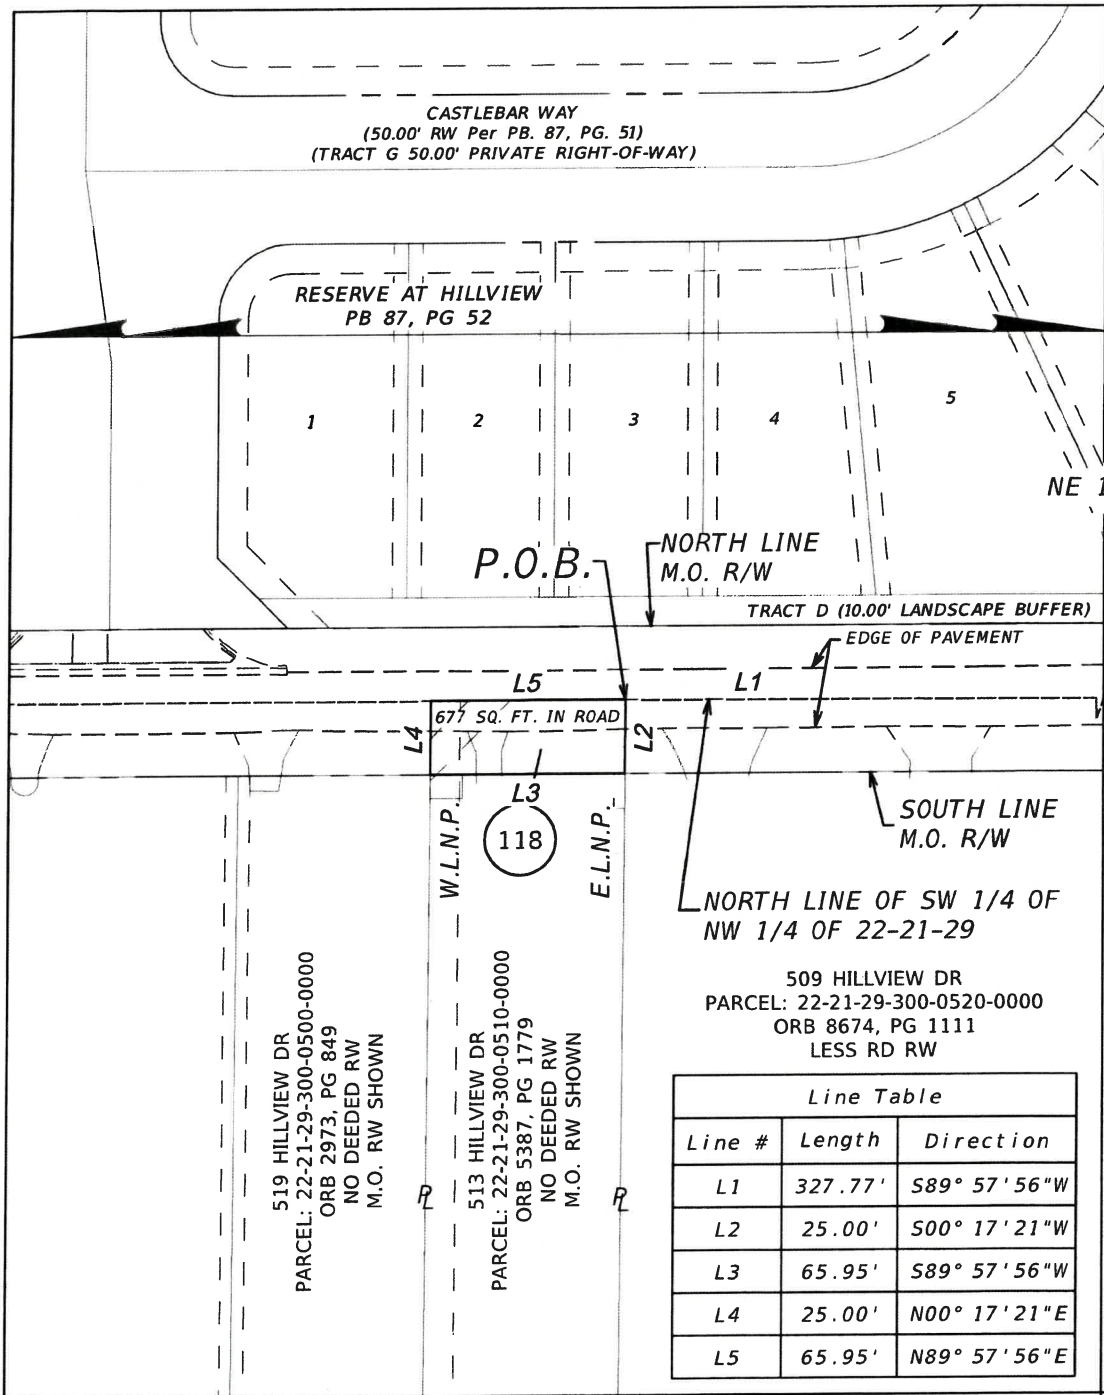 CASTLEBAR WAY
(50.00' RW Per PB. 87, PG. 51)
(TRACT G 50.00' PRIVATE RIGHT-OF-WAY)
RESERVE AT HILLVIEW
PB 87, PG 52
1
2
3
4
5
NE 1
P.O.B.
NORTH LINE
M.O. R/W
TRACT D (10.00' LANDSCAPE BUFFER)
EDGE OF PAVEMENT
L5
L1
677 SQ. FT. IN ROAD
L4
L2
L3
118
W.L.N.P.
E.L.N.P.
SOUTH LINE
M.O. R/W
NORTH LINE OF SW 1/4 OF
NW 1/4 OF 22-21-29
519 HILLVIEW DR
PARCEL: 22-21-29-300-0500-0000
ORB 2973, PG 849
NO DEEDED RW
M.O. RW SHOWN
PL
513 HILLVIEW DR
PARCEL: 22-21-29-300-0510-0000
ORB 5387, PG 1779
NO DEEDED RW
M.O. RW SHOWN
PL
509 HILLVIEW DR
PARCEL: 22-21-29-300-0520-0000
ORB 8674, PG 1111
LESS RD RW
Line Table
Line # Length Direction
L1 327.77' S89° 57'56"W
L2 25.00' S00° 17'21"W
L3 65.95' S89° 57'56"W
L4 25.00' N00° 17'21"E
L5 65.95' N89° 57'56"E